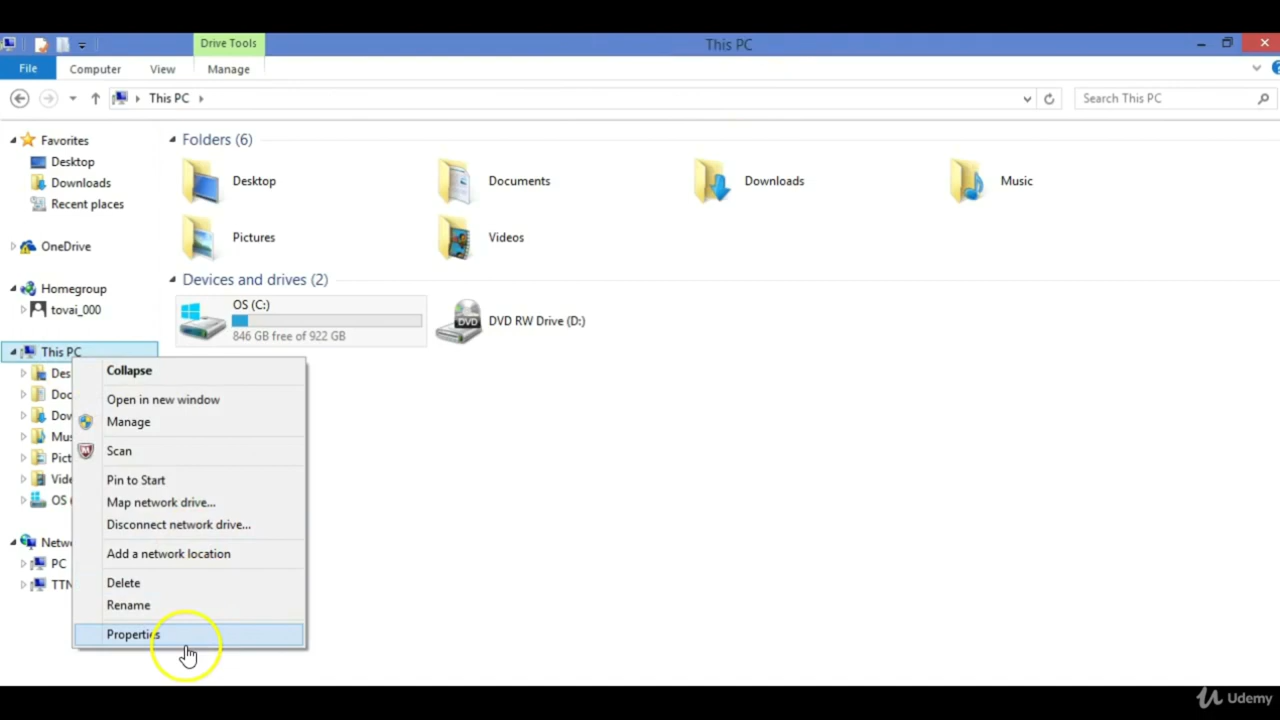 Drive Tools
This PC
File
Computer
View
Manage
This PC
Search This PC
Favorites
Desktop
Downloads
Recent places
OneDrive
Homegroup
tovai_000
This PC
Des
Doc
Dow
Mus
Pict
Vide
OS (
Netwo
PC
TTN
Folders (6)
Desktop
Documents
Downloads
Music
Pictures
Videos
Devices and drives (2)
OS (C:)
846 GB free of 922 GB
DVD
DVD RW Drive (D:)
Collapse
Open in new window
Manage
Scan
Pin to Start
Map network drive...
Disconnect network drive...
Add a network location
Delete
Rename
Properties
Udemy